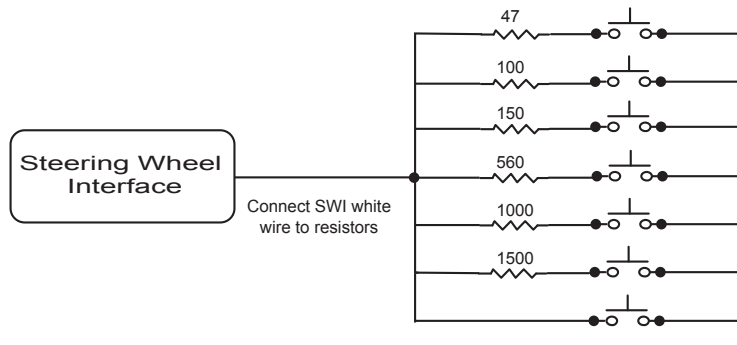 47
100
150
560
1000
1500
Steering Wheel
Interface
Connect SWI white
wire to resistors